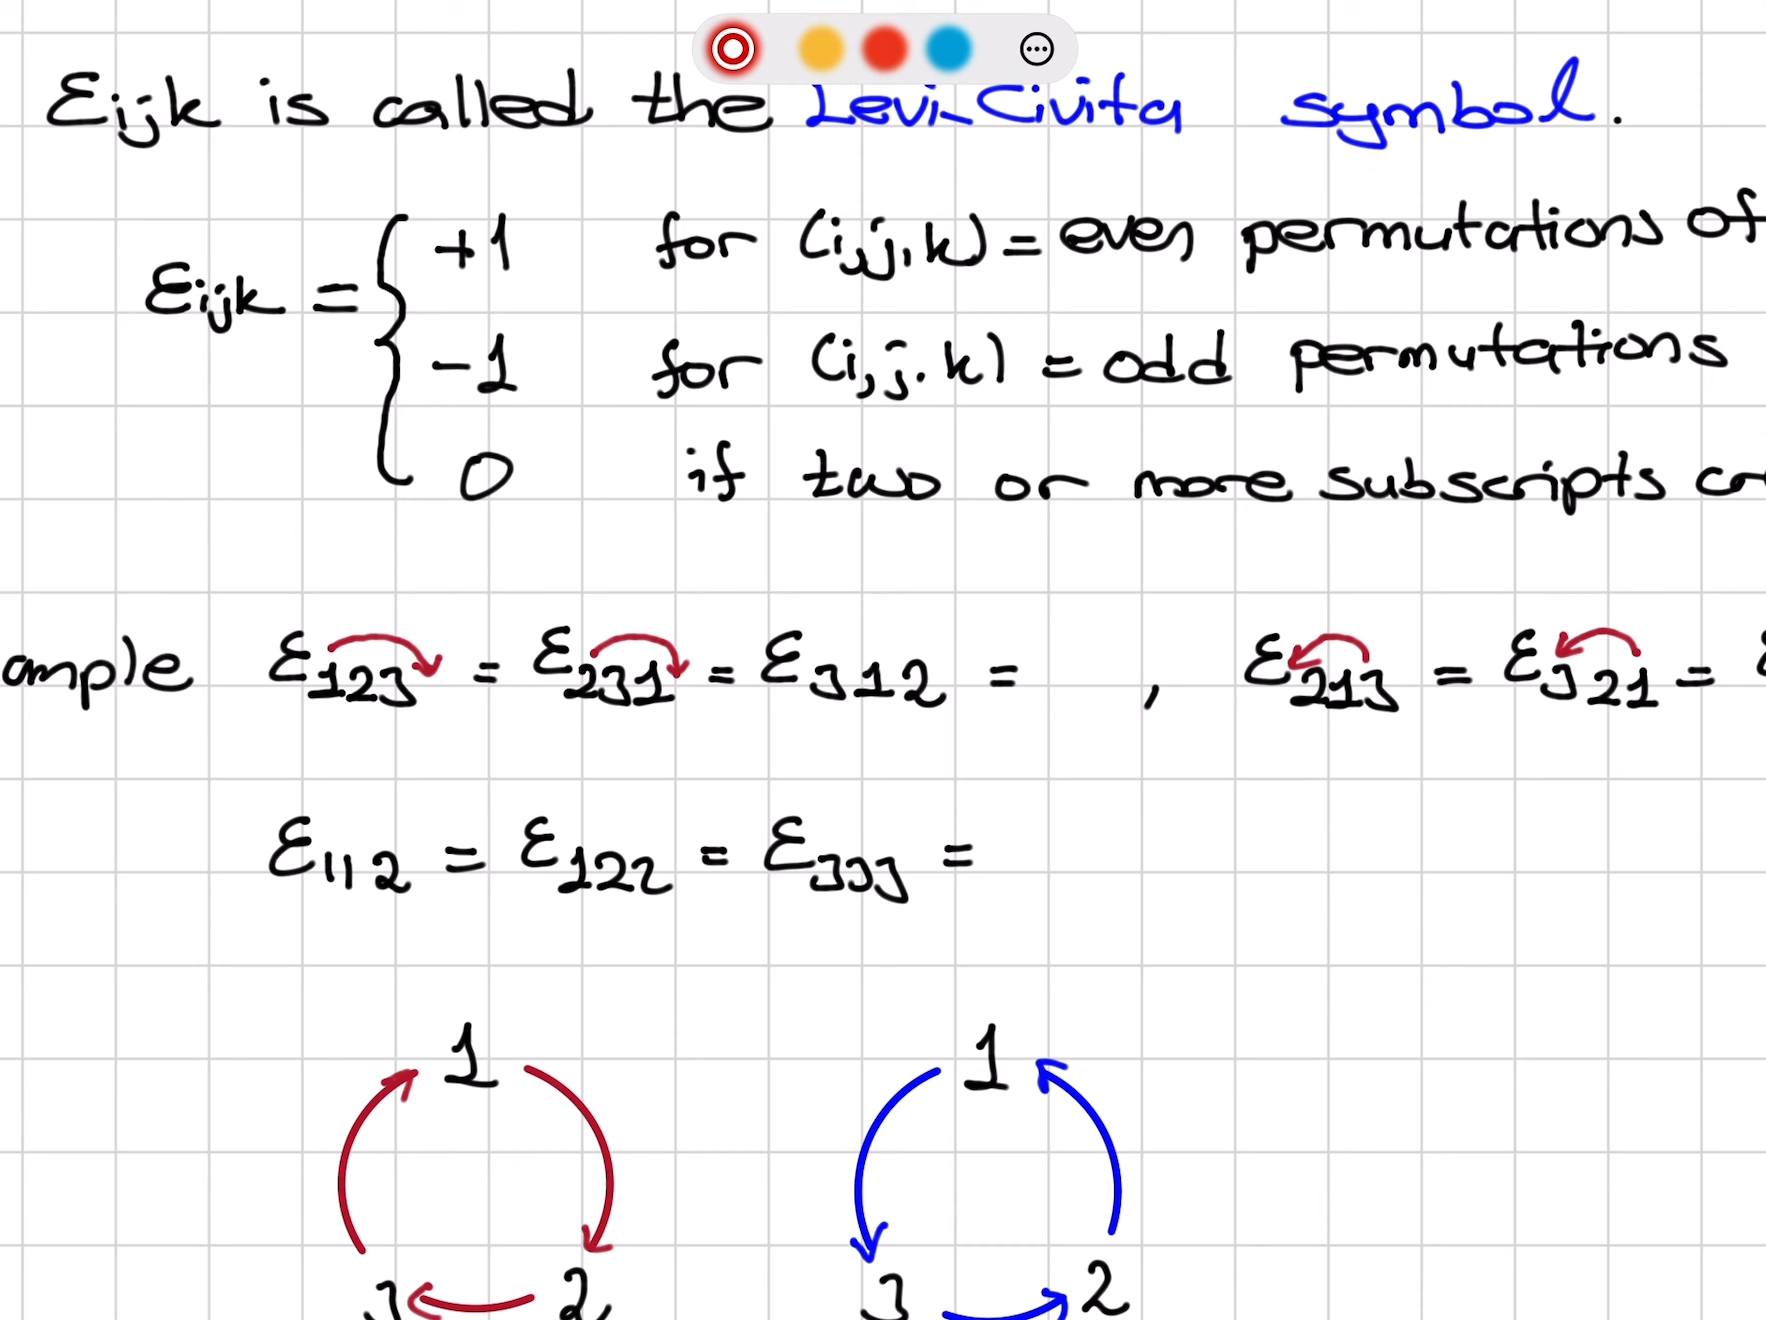 εijk is called the Levi-Civita symbol.
+1 for (i,j,k) = even permutations of
εijk = {
-1 for (i,j,k) = odd permutations
0 if two or more subscripts
ample ε123 = ε231 = ε312 = , ε213 = ε321 =
ε112 = ε122 = ε333 =
1 1
3 2 3 2